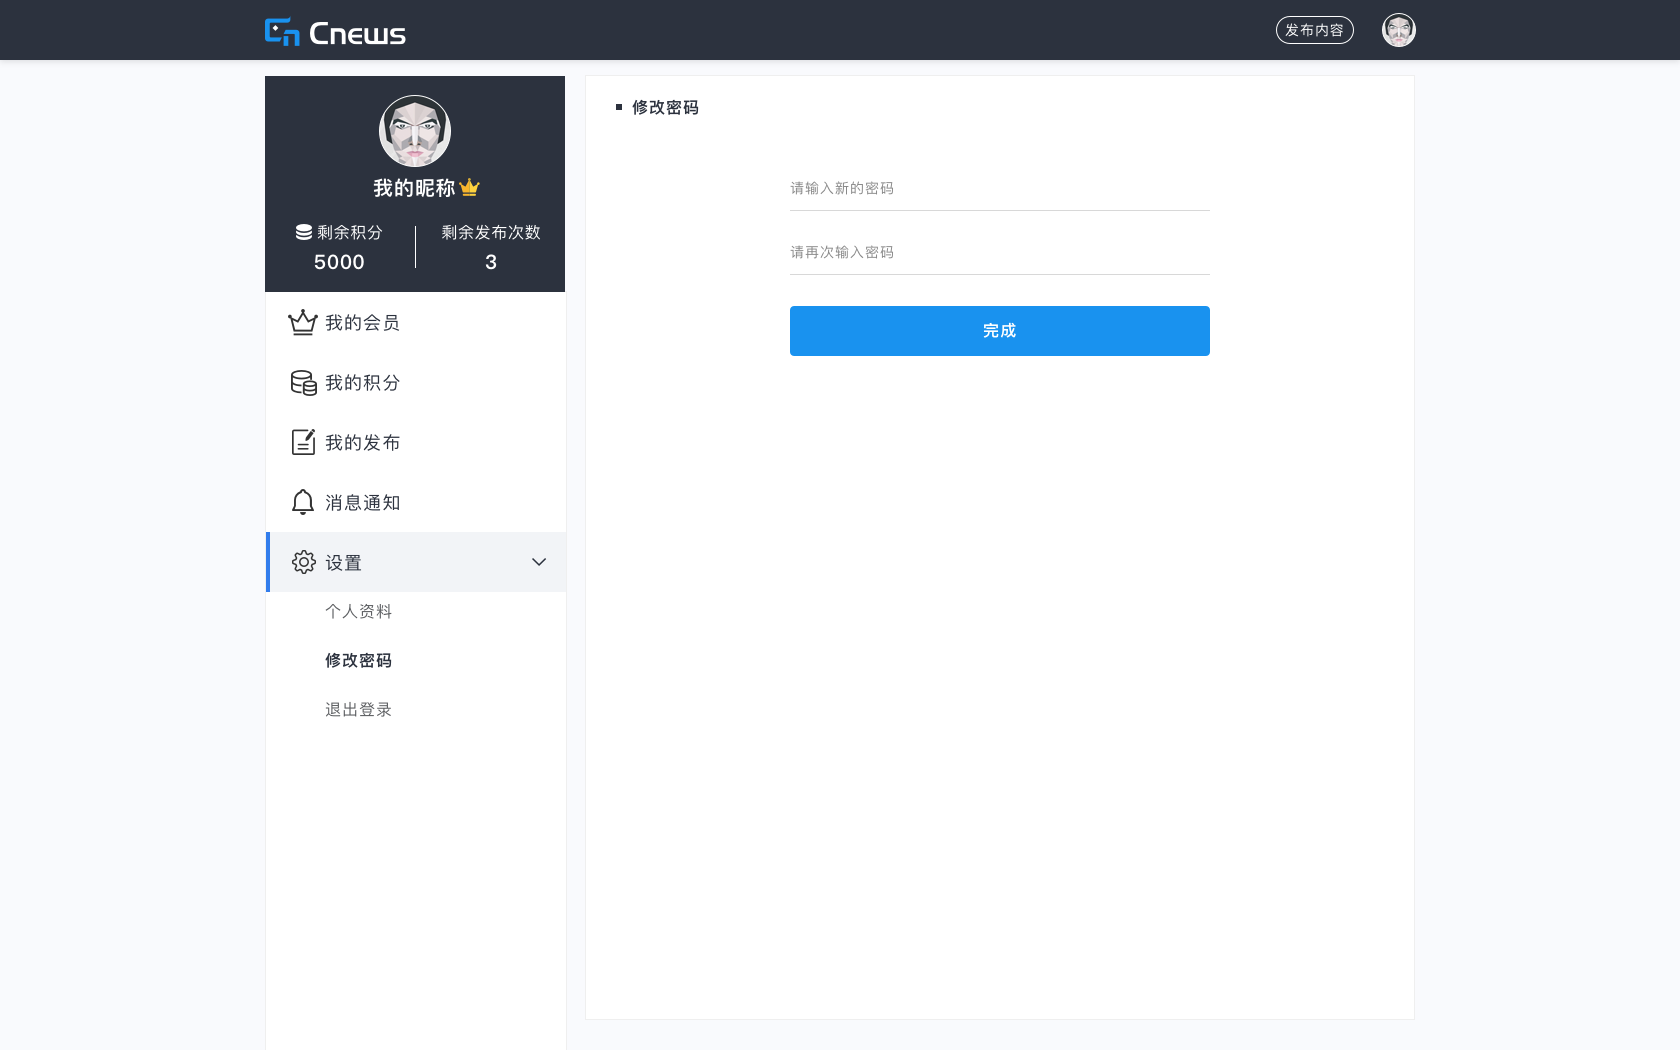 Cnews
发布内容
我的昵称
剩余积分
5000
剩余发布次数
3
我的会员
我的积分
我的发布
消息通知
设置
个人资料
修改密码
退出登录
修改密码
请输入新的密码
请再次输入密码
完成